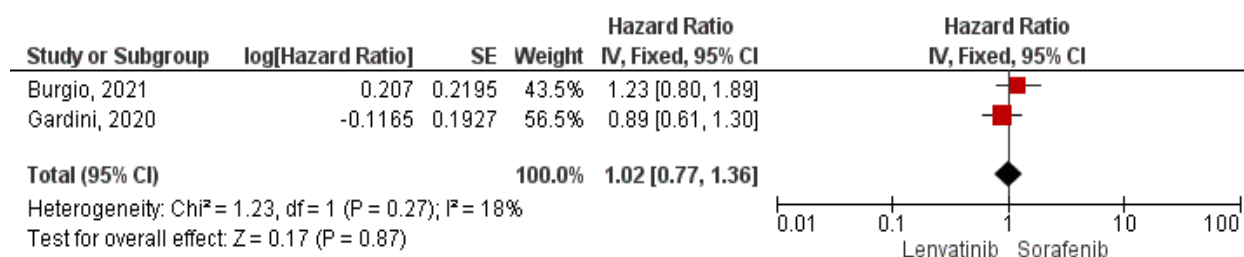 Hazard Ratio Hazard Ratio
Study or Subgroup log[Hazard Ratio] SE Weight IV, Fixed, 95% CI IV, Fixed, 95% CI
Burgio, 2021 0.207 0.2195 43.5% 1.23 [0.80, 1.89]
Gardini, 2020 -0.1165 0.1927 56.5% 0.89 [0.61, 1.30]
Total (95% CI) 100.0% 1.02 [0.77, 1.36]
Heterogeneity: Chi² = 1.23, df = 1 (P = 0.27); I² = 18%
Test for overall effect: Z = 0.17 (P = 0.87)
0.01 0.1 1 10 100
Lenvatinib Sorafenib